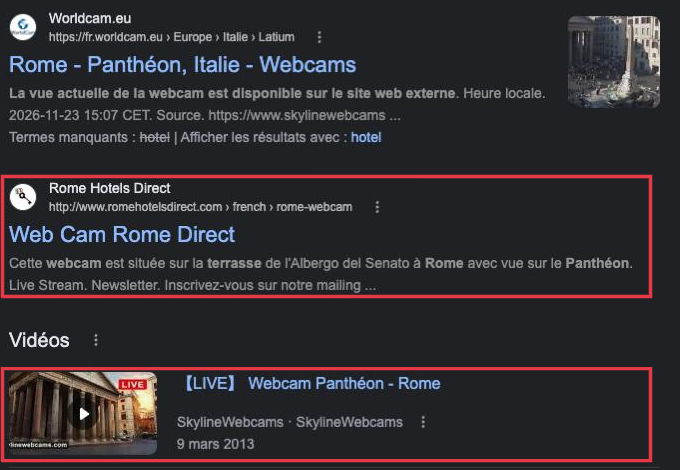 Worldcam.eu
https://fr.worldcam.eu › Europe › Italie › Latium
Rome - Panthéon, Italie - Webcams
La vue actuelle de la webcam est disponible sur le site web externe. Heure locale.
2026-11-23 15:07 CET. Source. https://www.skylinewebcams ...
Termes manquants : hotel | Afficher les résultats avec : hotel
Rome Hotels Direct
http://www.romehotelsdirect.com › french › rome-webcam
Web Cam Rome Direct
Cette webcam est située sur la terrasse de l'Albergo del Senato à Rome avec vue sur le Panthéon.
Live Stream. Newsletter. Inscrivez-vous sur notre mailing ...
Vidéos
LIVE
linewebcams.com
【LIVE】 Webcam Panthéon - Rome
SkylineWebcams · SkylineWebcams
9 mars 2013